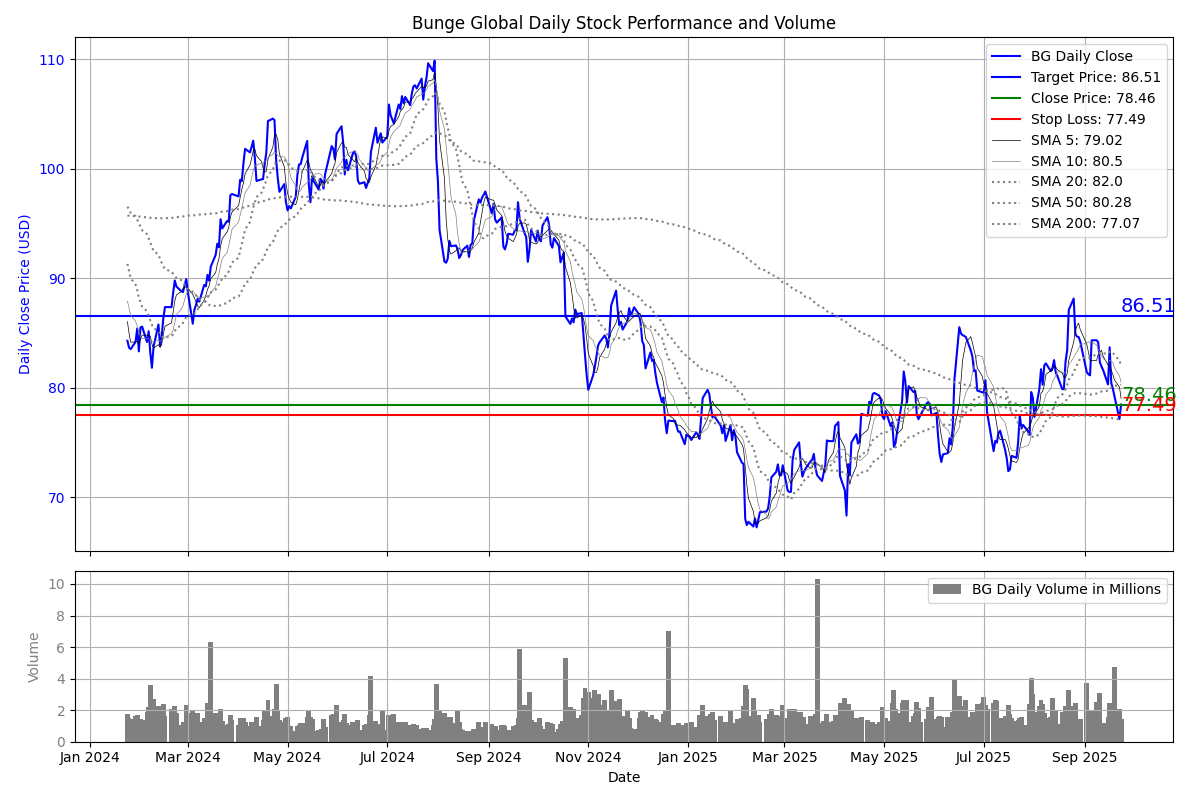 Bunge Global Daily Stock Performance and Volume
Daily Close Price (USD)
110
100
90
80
70
BG Daily Close
Target Price: 86.51
Close Price: 78.46
Stop Loss: 77.49
SMA 5: 79.02
SMA 10: 80.5
SMA 20: 82.0
SMA 50: 80.28
SMA 200: 77.07
86.51
78.46
77.49
Volume
10
8
6
4
2
0
BG Daily Volume in Millions
Jan 2024 Mar 2024 May 2024 Jul 2024 Sep 2024 Nov 2024 Jan 2025 Mar 2025 May 2025 Jul 2025 Sep 2025
Date